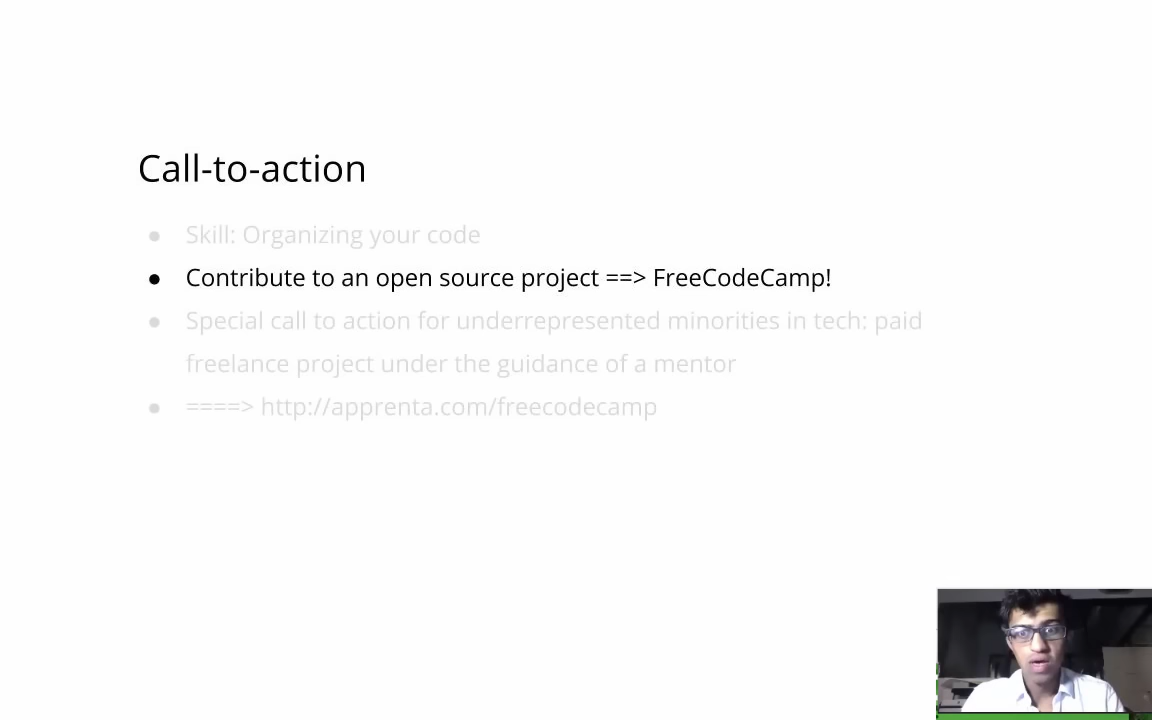 Call-to-action
● Skill: Organizing your code
● Contribute to an open source project ==> FreeCodeCamp!
● Special call to action for underrepresented minorities in tech: paid
freelance project under the guidance of a mentor
● ====> http://apprenta.com/freecodecamp